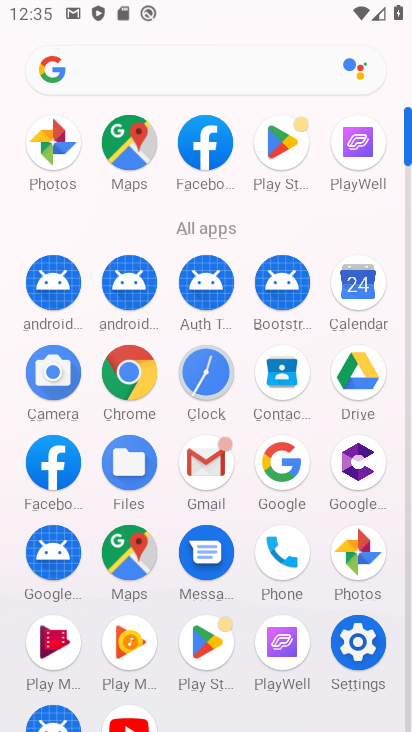 12:35
Photos Maps Facebo... Play St... PlayWell
All apps
android... android... Auth T... Bootstr... Calendar
24
Camera Chrome Clock Contac... Drive
Facebo... Files Gmail Google Google...
Google... Maps Messa... Phone Photos
Play M... Play M... Play St... PlayWell Settings